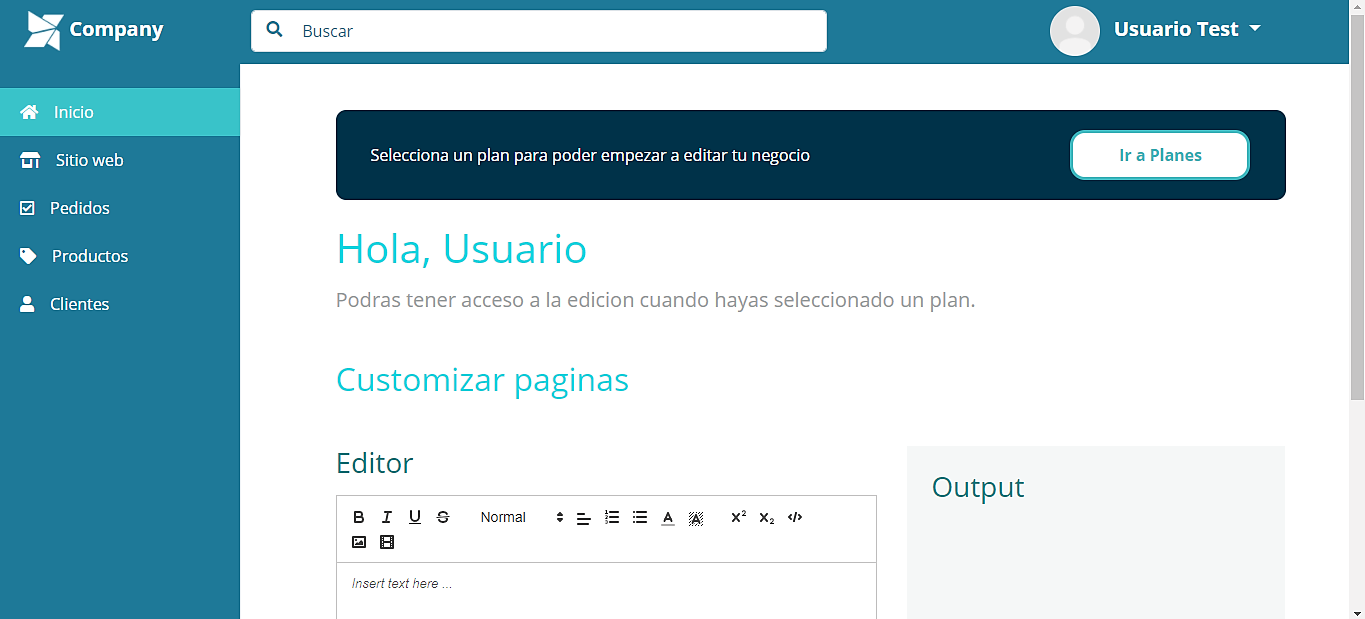 Company
Buscar
Usuario Test
Inicio
Sitio web
Pedidos
Productos
Clientes
Selecciona un plan para poder empezar a editar tu negocio
Ir a Planes
Hola, Usuario
Podras tener acceso a la edicion cuando hayas seleccionado un plan.
Customizar paginas
Editor
B I U S Normal A A X² X₂ </>
Insert text here ...
Output